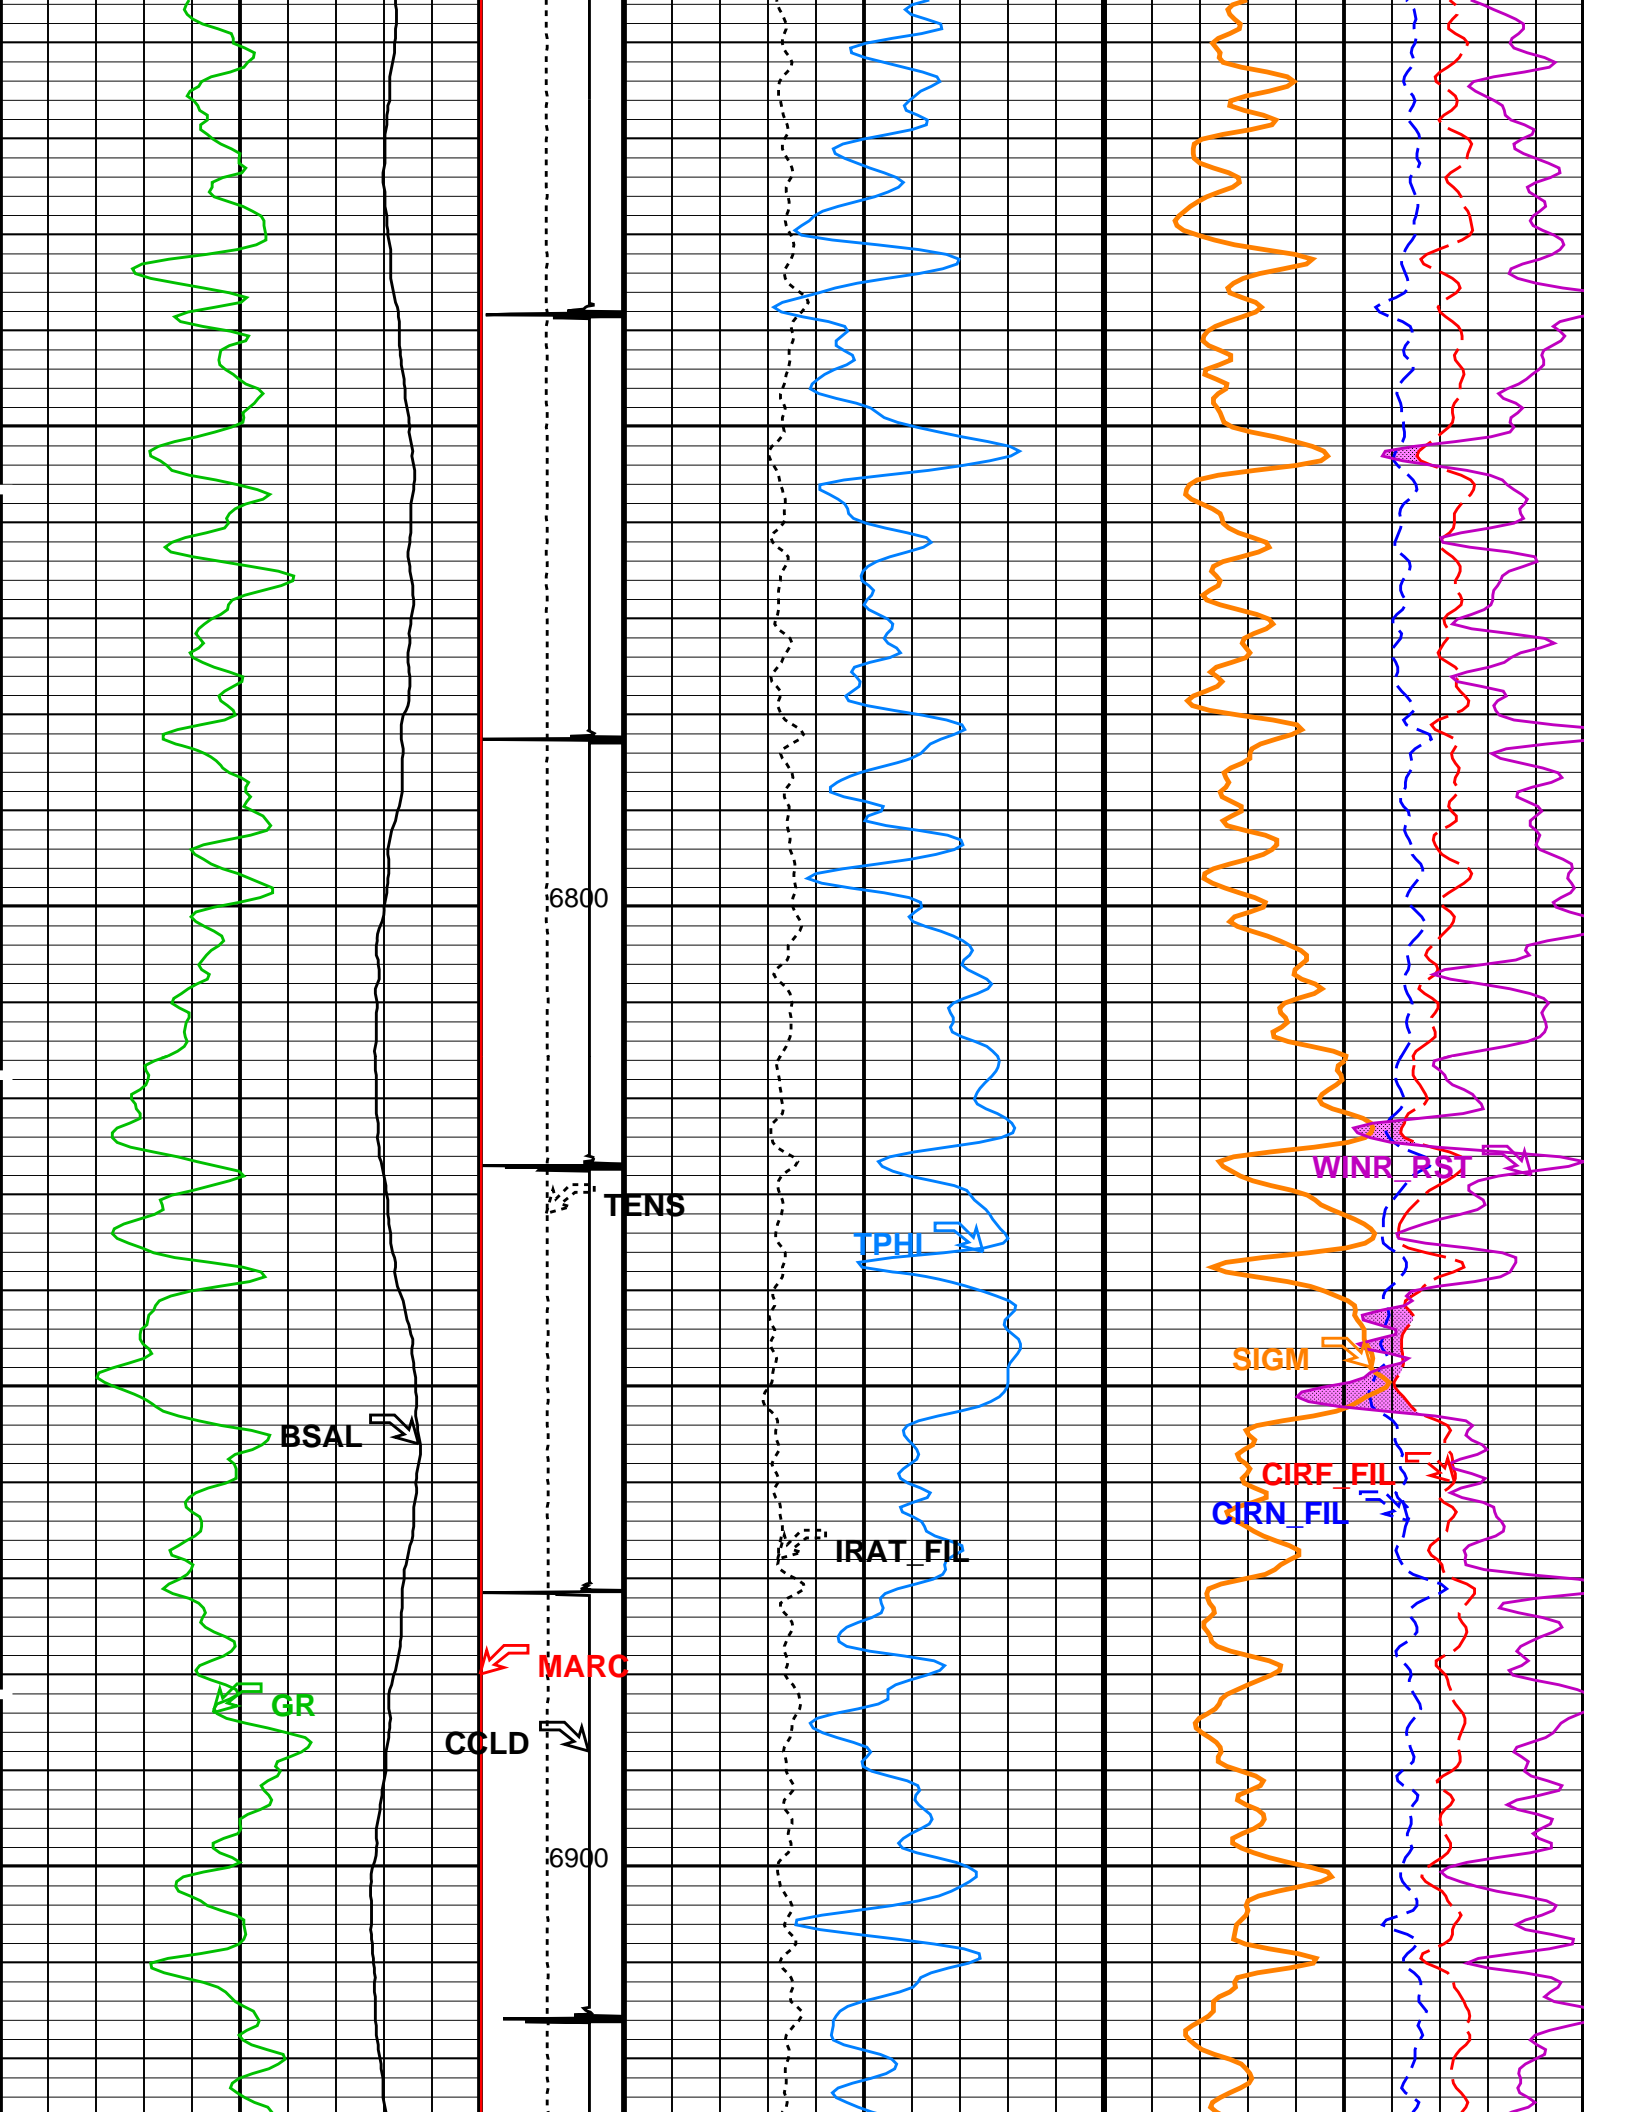 6800
WINR_RST
TENS
TPHI
SIGM
BSAL
CIRF_FIL
CIRN_FIL
IRAT_FIL
MARC
GR
CCLD
6900